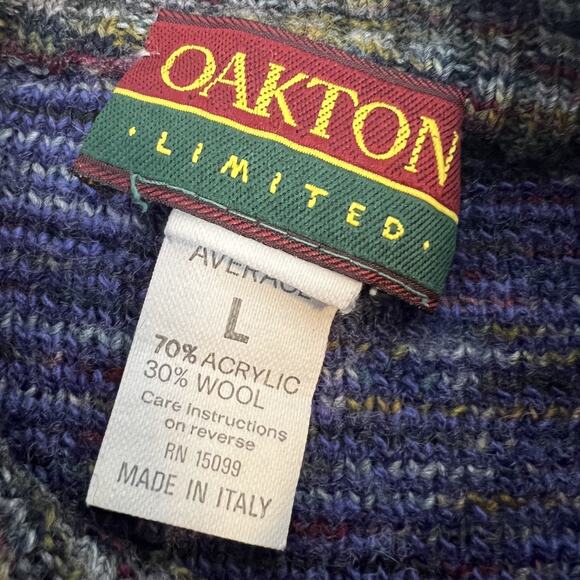 OAKTON
· LIMITED ·
AVERAGE
L
70% ACRYLIC
30% WOOL
Care Instructions
on reverse
RN 15099
MADE IN ITALY